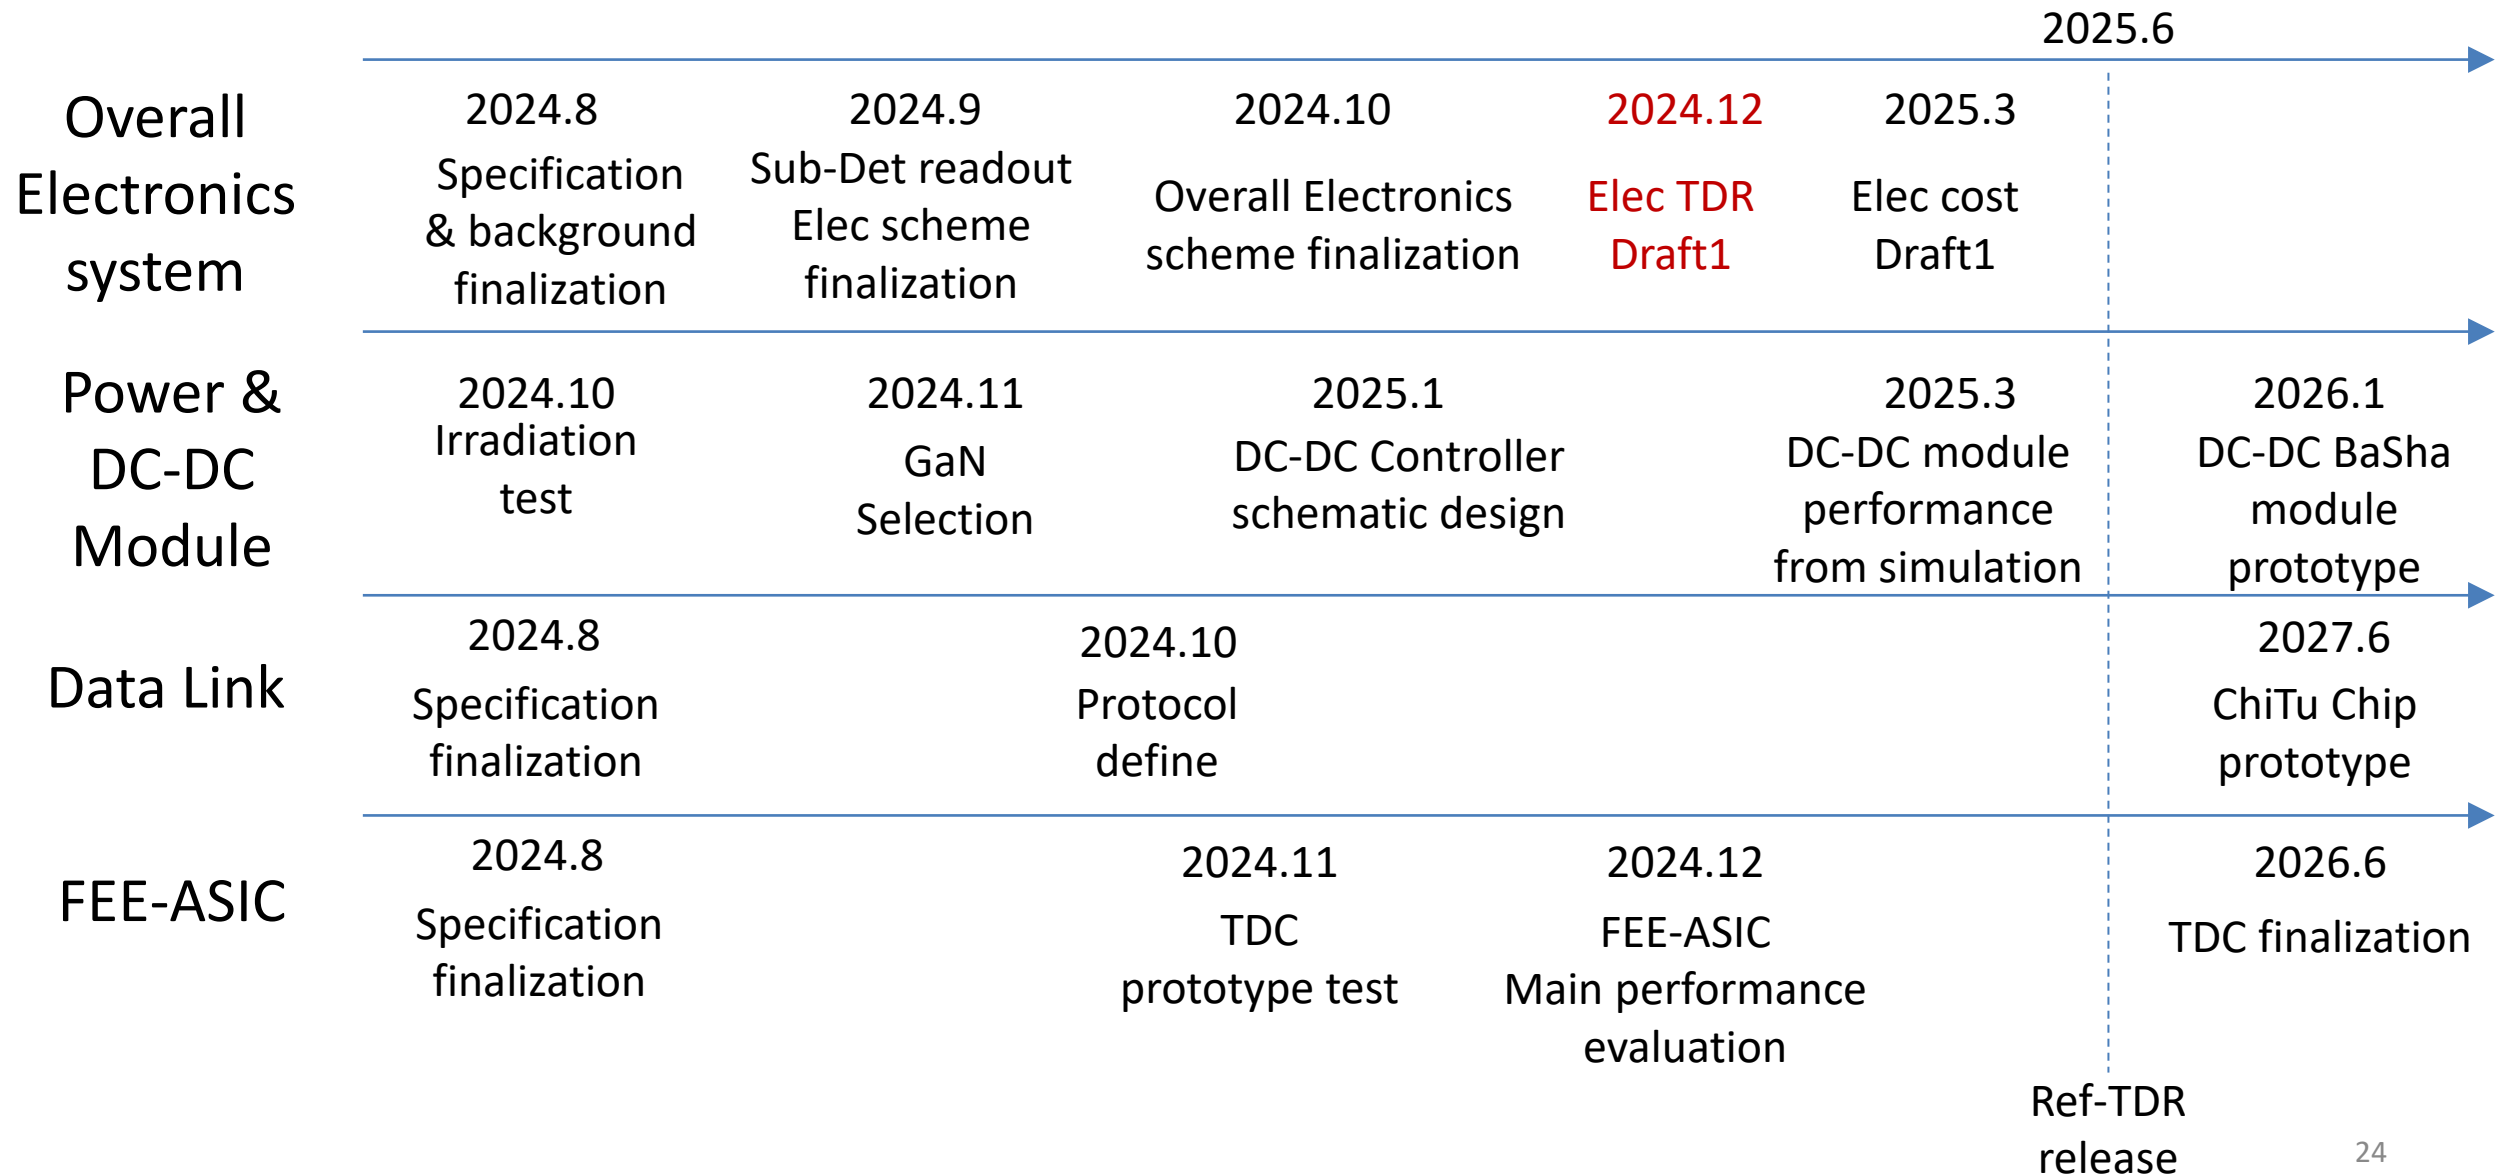 2025.6
Overall
Electronics
system
2024.8
Specification
& background
finalization
2024.9
Sub-Det readout
Elec scheme
finalization
2024.10
Overall Electronics
scheme finalization
2024.12
Elec TDR
Draft1
2025.3
Elec cost
Draft1
Power &
DC-DC
Module
2024.10
Irradiation
test
2024.11
GaN
Selection
2025.1
DC-DC Controller
schematic design
2025.3
DC-DC module
performance
from simulation
2026.1
DC-DC BaSha
module
prototype
Data Link
2024.8
Specification
finalization
2024.10
Protocol
define
2027.6
ChiTu Chip
prototype
FEE-ASIC
2024.8
Specification
finalization
2024.11
TDC
prototype test
2024.12
FEE-ASIC
Main performance
evaluation
2026.6
TDC finalization
Ref-TDR
release
24